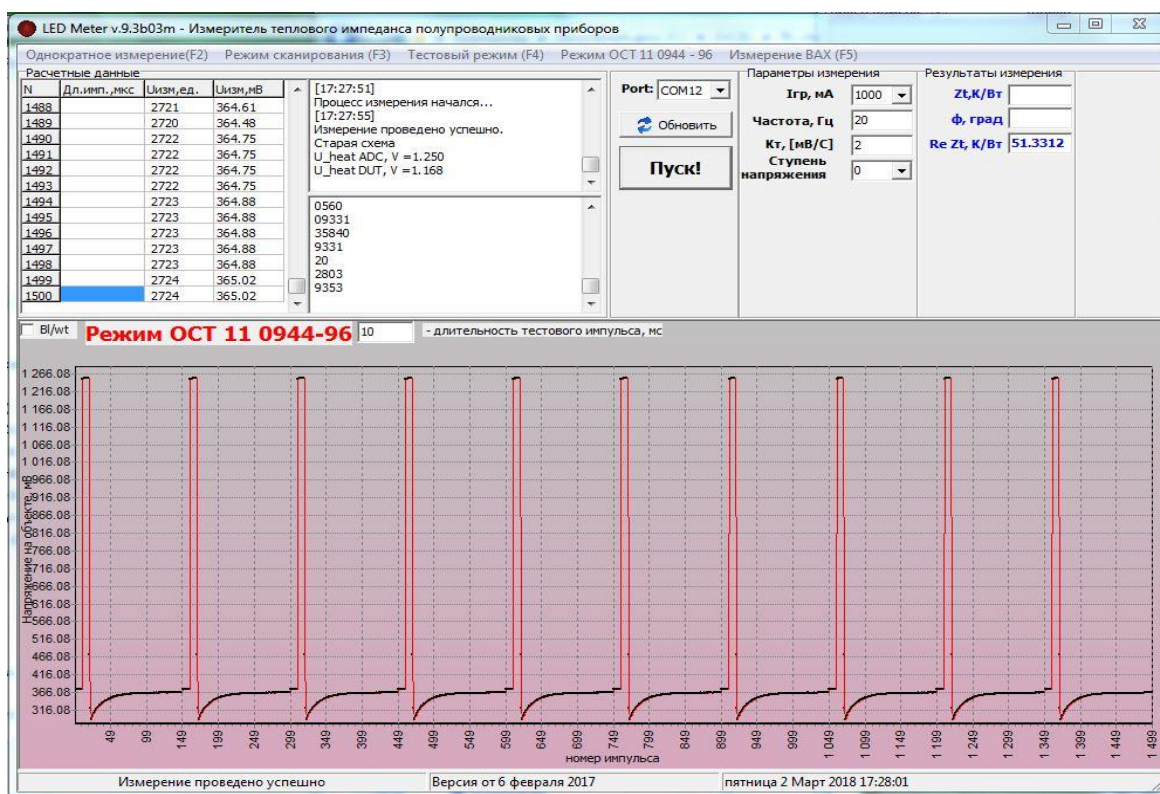 LED Meter v.9.3b03m - Измеритель теплового импеданса полупроводниковых приборов
Однократное измерение(F2) Режим сканирования (F3) Тестовый режим (F4) Режим ОСТ 11 0944 - 96 Измерение ВАХ (F5)
Расчетные данные
N Дл.имп.,мкс Uизм,ед. Uизм,мВ
1488 2721 364.61
1489 2720 364.48
1490 2722 364.75
1491 2722 364.75
1492 2722 364.75
1493 2722 364.75
1494 2723 364.88
1495 2723 364.88
1496 2723 364.88
1497 2723 364.88
1498 2723 364.88
1499 2724 365.02
1500 2724 365.02
[17:27:51]
Процесс измерения начался...
[17:27:55]
Измерение проведено успешно.
Старая схема
U_heat ADC, V =1.250
U_heat DUT, V =1.168
0560
09331
35840
9331
20
2803
9353
Port: COM12
Обновить
Пуск!
Параметры измерения
Iгр, мА 1000
Частота, Гц 20
Кт, [мВ/С] 2
Ступень
напряжения 0
Результаты измерения
Zt,К/Вт
ф, град
Re Zt, К/Вт 51.3312
Bl/wt Режим ОСТ 11 0944-96 10 - длительность тестового импульса, мс
Напряжение на объекте, мВ
1 266.08
1 216.08
1 166.08
1 116.08
1 066.08
1 016.08
966.08
916.08
866.08
816.08
766.08
716.08
666.08
616.08
566.08
516.08
466.08
416.08
366.08
316.08
49 99 149 199 249 299 349 399 449 499 549 599 649 699 749 799 849 899 949 999 1 049 1 099 1 149 1 199 1 249 1 299 1 349 1 399 1 449 1 499
номер импульса
Измерение проведено успешно Версия от 6 февраля 2017 пятница 2 Март 2018 17:28:01